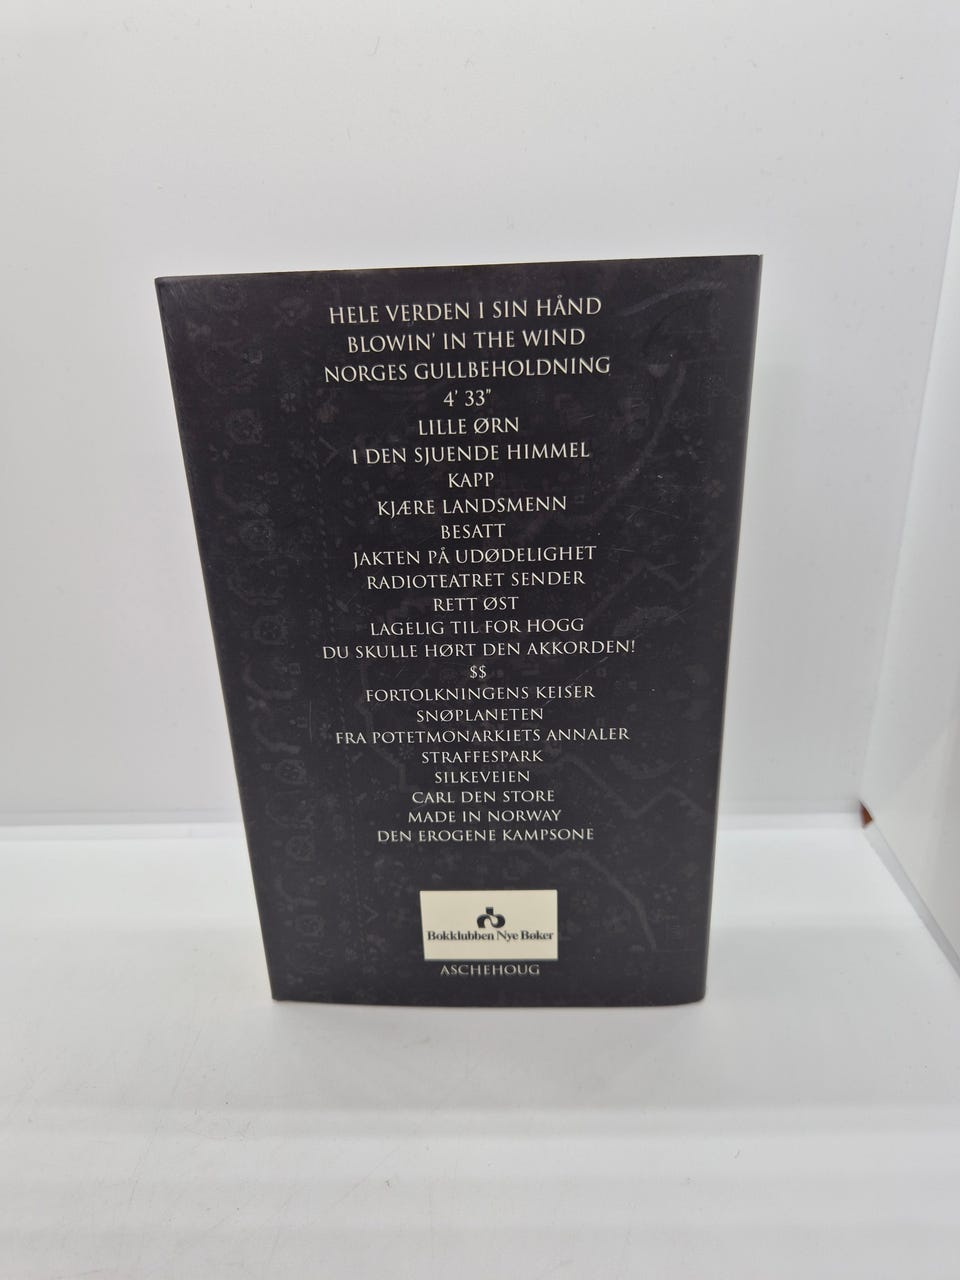 HELE VERDEN I SIN HÅND
BLOWIN' IN THE WIND
NORGES GULLBEHOLDNING
4' 33"
LILLE ØRN
I DEN SJUENDE HIMMEL
KAPP
KJÆRE LANDSMENN
BESATT
JAKTEN PÅ UDØDELIGHET
RADIOTEATRET SENDER
RETT ØST
LAGELIG TIL FOR HOGG
DU SKULLE HØRT DEN AKKORDEN!
$$
FORTOLKNINGENS KEISER
SNØPLANETEN
FRA POTETMONARKIETS ANNALER
STRAFFESPARK
SILKEVEIEN
CARL DEN STORE
MADE IN NORWAY
DEN EROGENE KAMPSONE
Bokklubben Nye Bøker
ASCHEHOUG